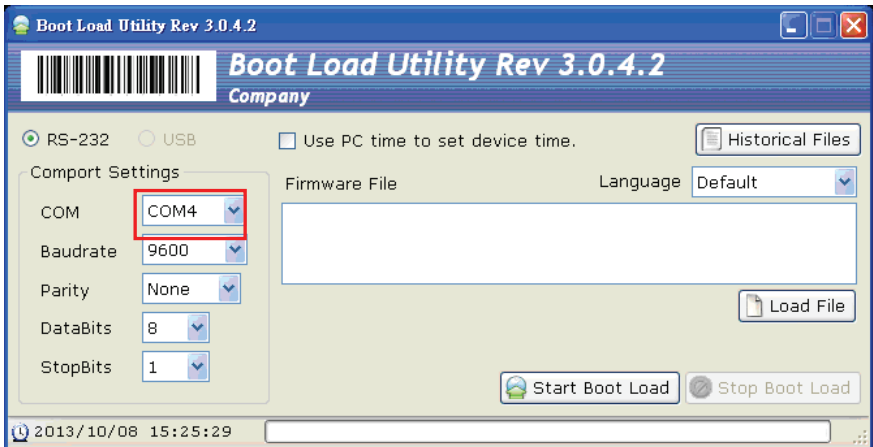 Boot Load Utility Rev 3.0.4.2
Boot Load Utility Rev 3.0.4.2
Company
RS-232 USB Use PC time to set device time. Historical Files
Comport Settings
Firmware File Language Default
COM COM4
Baudrate 9600
Parity None
Load File
DataBits 8
StopBits 1
Start Boot Load Stop Boot Load
2013/10/08 15:25:29